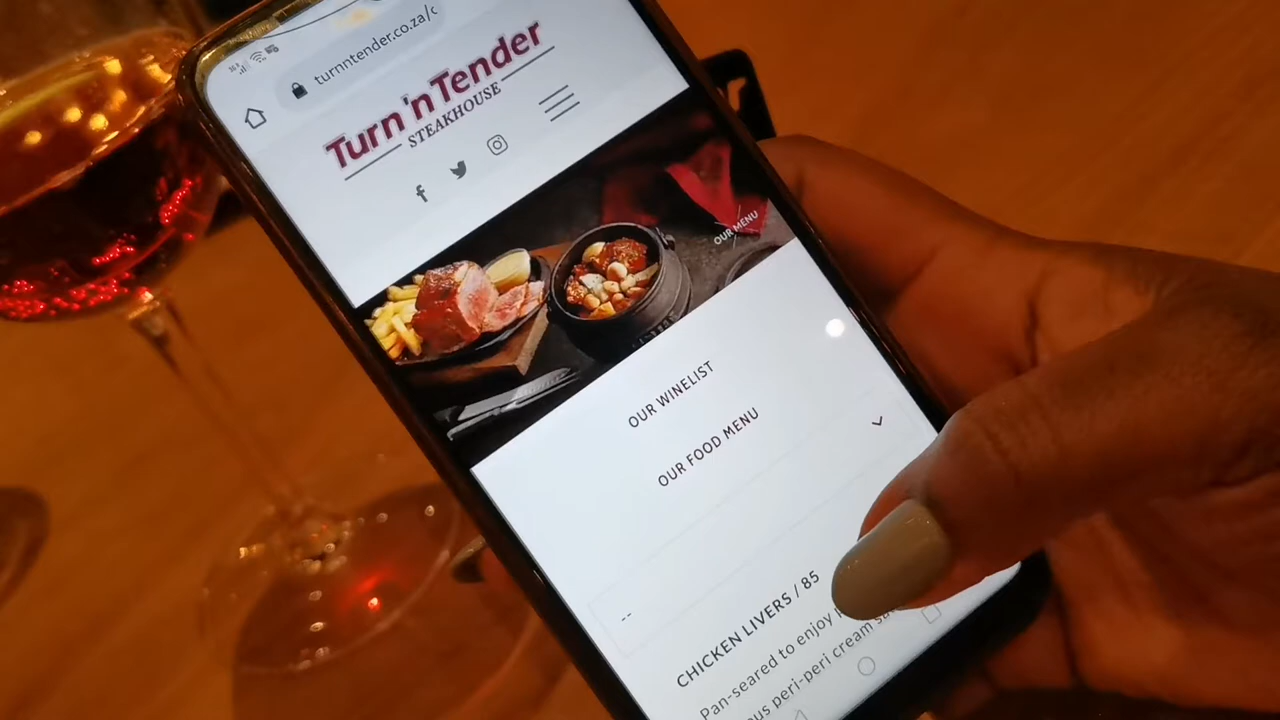 turnntender.co.za/c
Turn 'n Tender
STEAKHOUSE
OUR MENU
OUR WINELIST
OUR FOOD MENU
--
CHICKEN LIVERS / 85
Pan-seared to enjoy
peri-peri cream